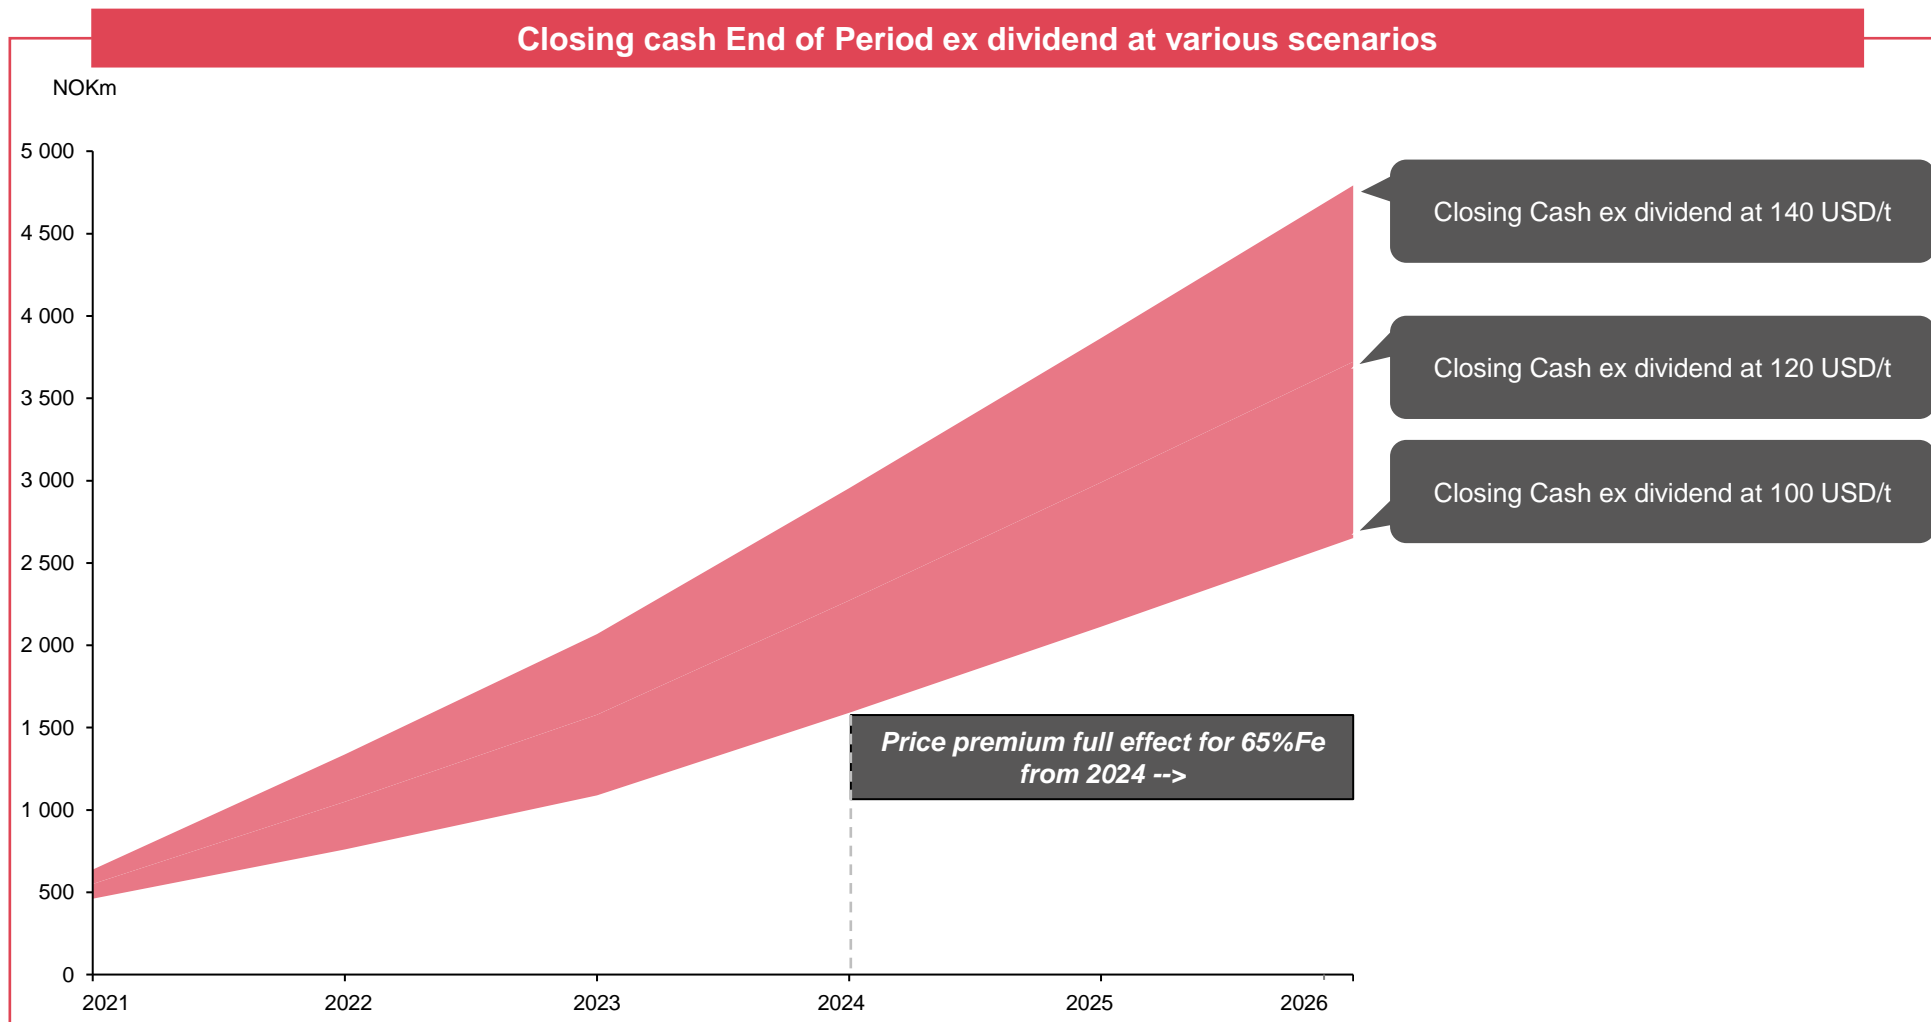 Closing cash End of Period ex dividend at various scenarios
NOKm
5 000
4 500
4 000
3 500
3 000
2 500
2 000
1 500
1 000
500
0
2021
2022
2023
2024
2025
2026
Closing Cash ex dividend at 140 USD/t
Closing Cash ex dividend at 120 USD/t
Closing Cash ex dividend at 100 USD/t
Price premium full effect for 65%Fe
from 2024 -->